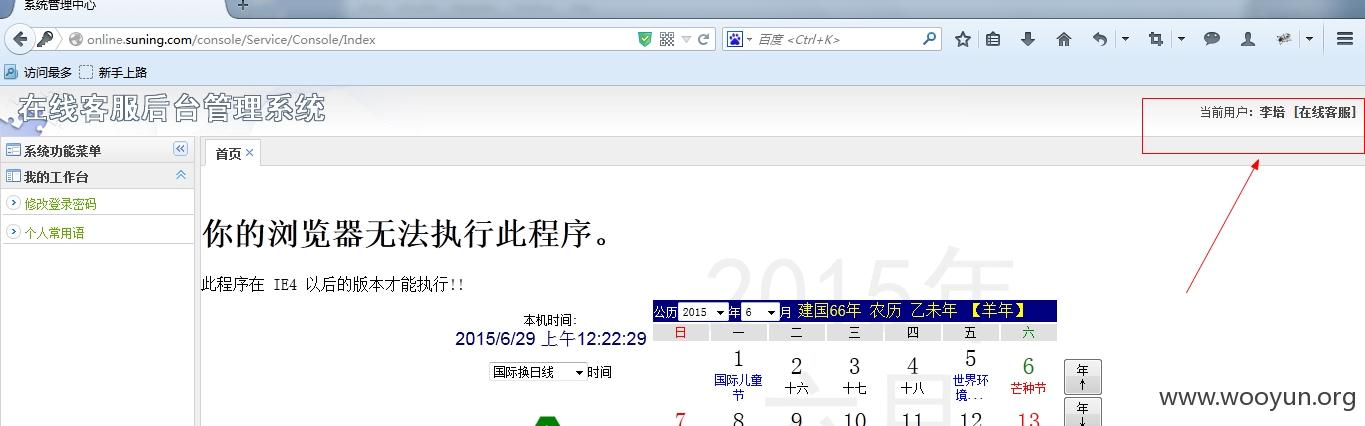 系统管理中心
online.suning.com/console/Service/Console/Index
百度 <Ctrl+K>
访问最多 新手上路
在线客服后台管理系统
当前用户：李培 [在线客服]
系统功能菜单
首页
我的工作台
修改登录密码
个人常用语
你的浏览器无法执行此程序。
此程序在 IE4 以后的版本才能执行!!
2015年
六月
本机时间：
2015/6/29 上午12:22:29
国际换日线 时间
公历 2015 年 6 月 建国66年 农历 乙未年 【羊年】
日 一 二 三 四 五 六
1 2 3 4 5 6
国际儿童节 十六 十七 十八 世界环境... 芒种节
年↑
7 8 9 10 11 12 13
年↓
www.wooyun.org